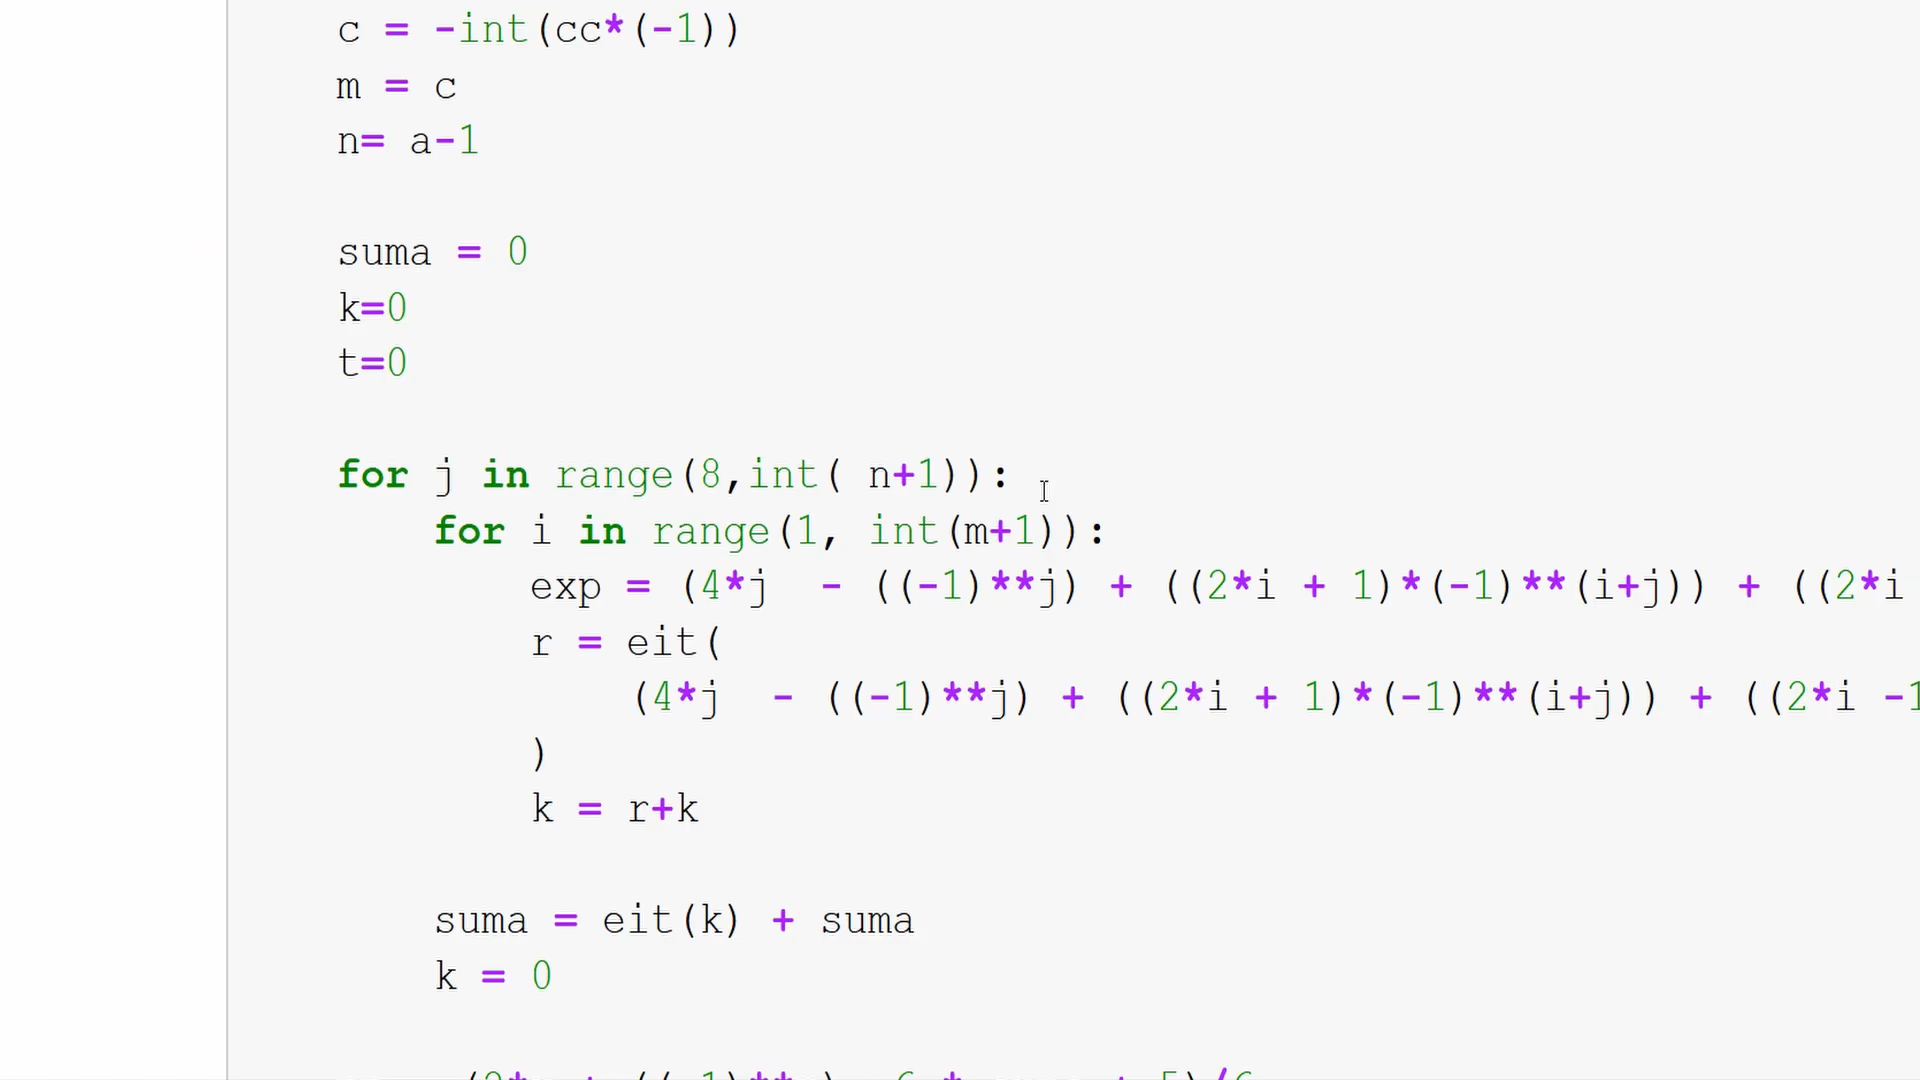 c = -int(cc*(-1))
m = c
n= a-1
suma = 0
k=0
t=0
for j in range(8,int( n+1)):
for i in range(1, int(m+1)):
exp = (4*j  - ((-1)**j) + ((2*i + 1)*(-1)**(i+j)) + ((2*i
r = eit(
(4*j  - ((-1)**j) + ((2*i + 1)*(-1)**(i+j)) + ((2*i -1
)
k = r+k
suma = eit(k) + suma
k = 0